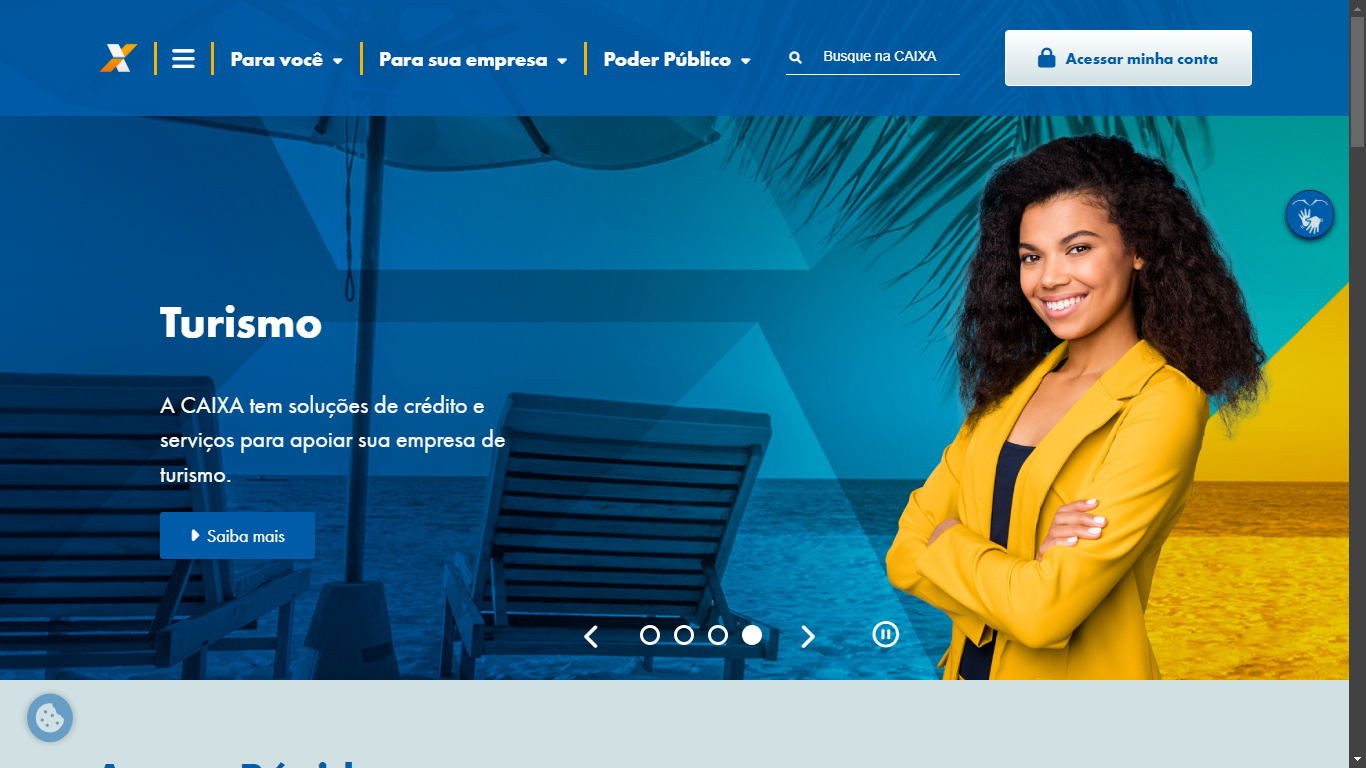 Para você
Para sua empresa
Poder Público
Busque na CAIXA
Acessar minha conta
Turismo
A CAIXA tem soluções de crédito e
serviços para apoiar sua empresa de
turismo.
Saiba mais